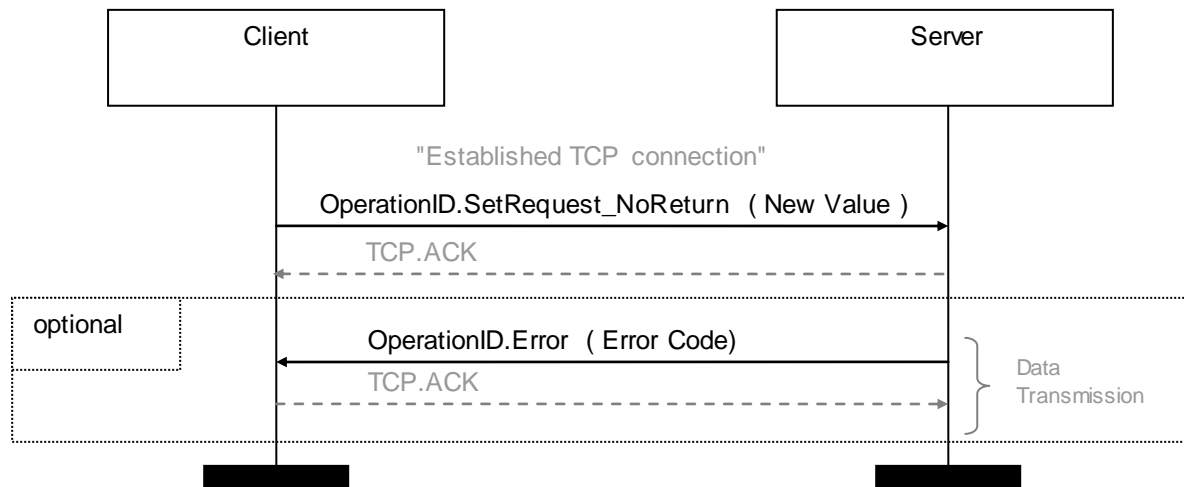 Client
Server
"Established TCP connection"
OperationID.SetRequest_NoReturn ( New Value )
TCP.ACK
optional
OperationID.Error ( Error Code)
TCP.ACK
Data
Transmission